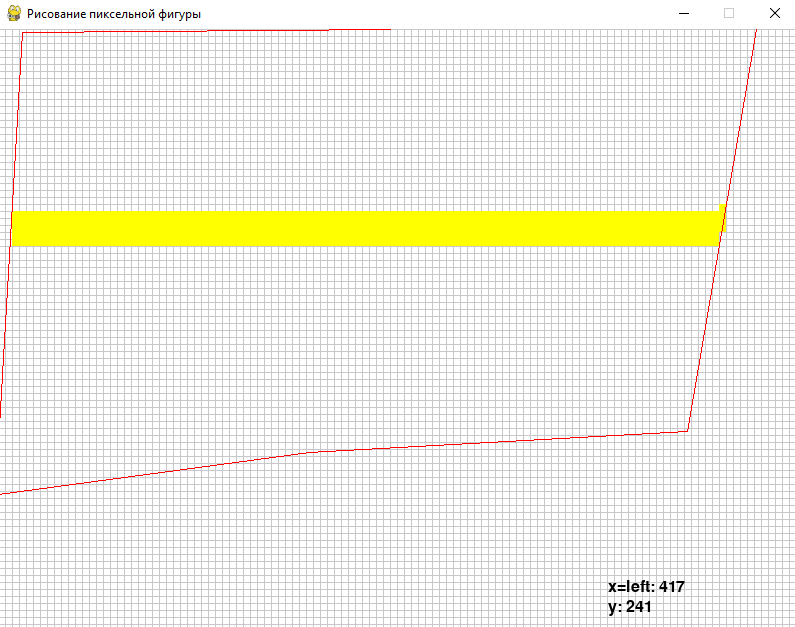 Рисование пиксельной фигуры
x=left: 417
y: 241